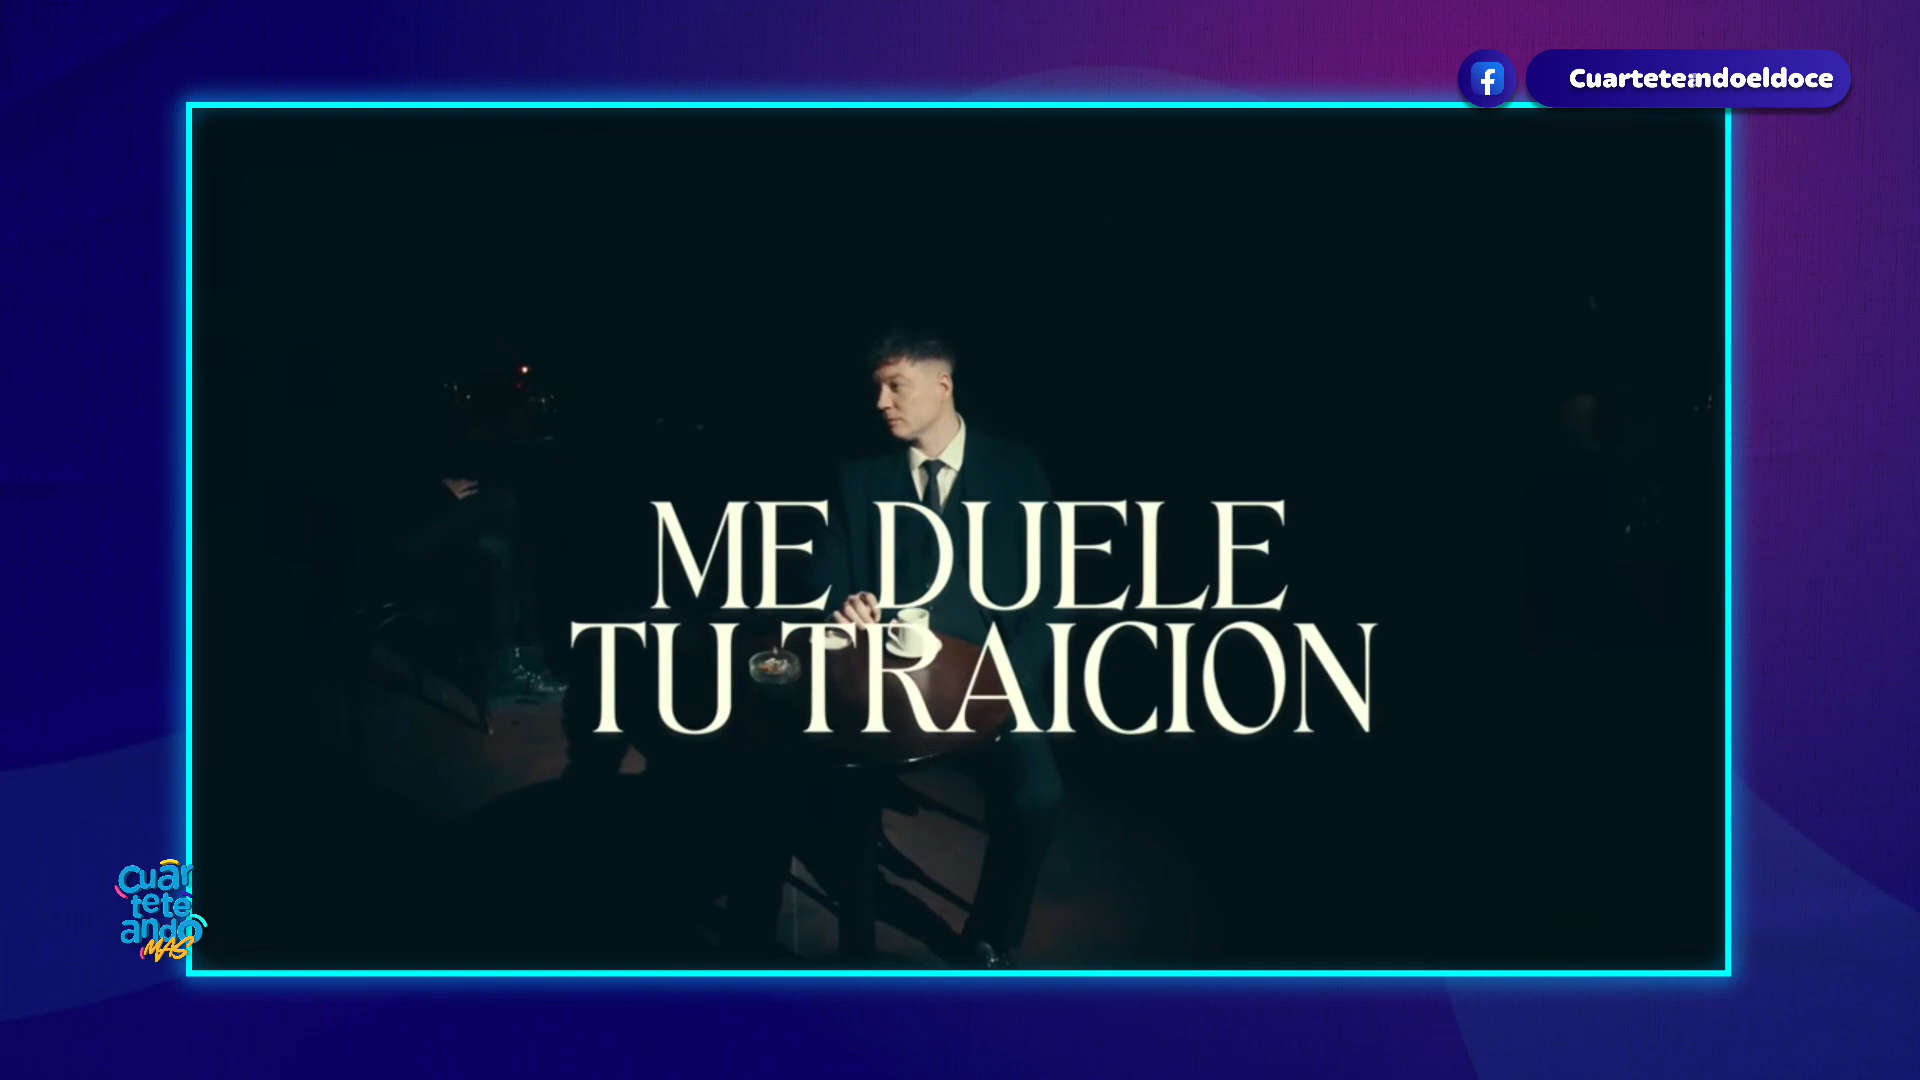 Cuarteteandoeldoce
ME DUELE
TU TRAICION
Cuar
tete
ando
MAS